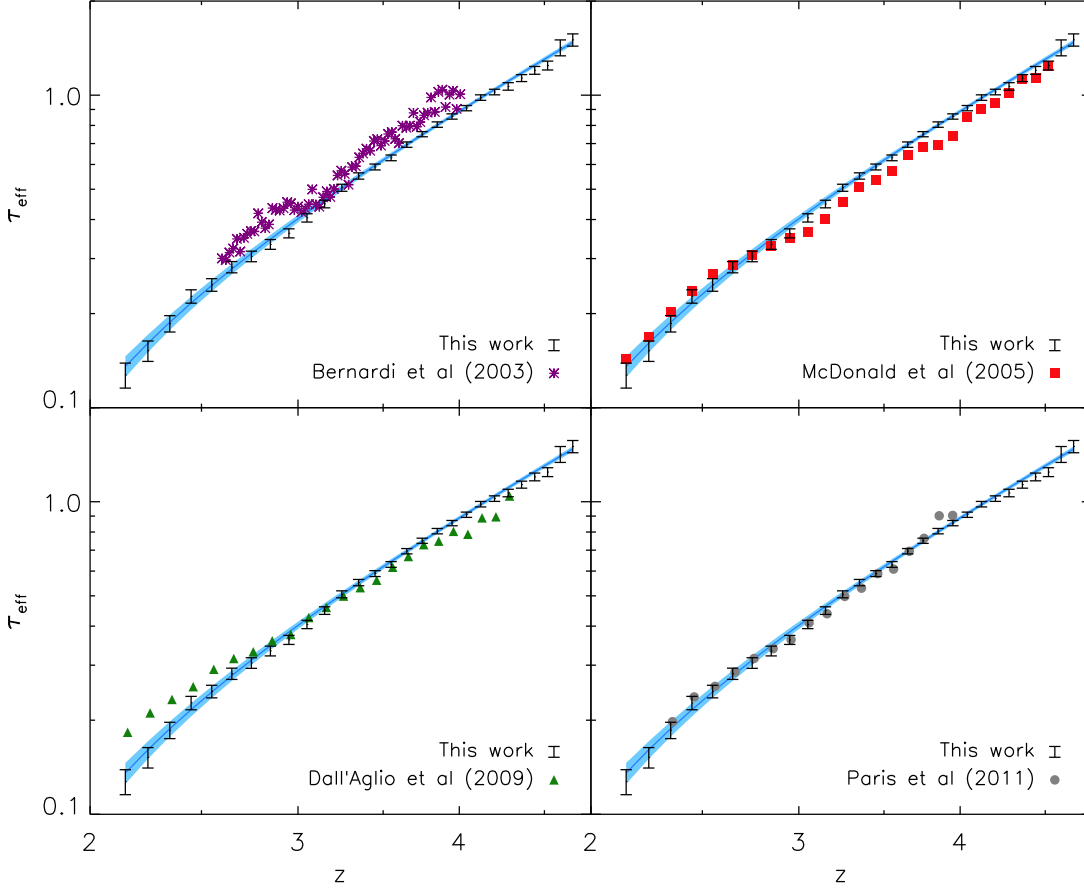 1.0
τeff
0.1
This work
Bernardi et al (2003)
This work
McDonald et al (2005)
1.0
τeff
0.1
This work
Dall'Aglio et al (2009)
This work
Paris et al (2011)
2 3 4 2 3 4
z z